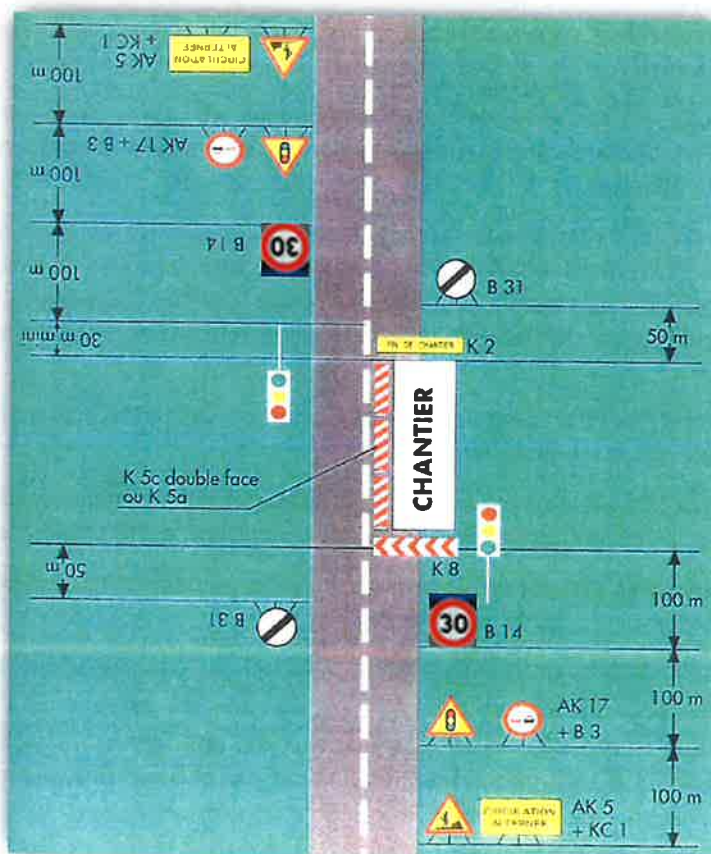 100 m
CIRCULATION
ALTERNEE
AK 5
+ KC 1
100 m
AK 17 + B 3
100 m
30
B 14
30 m mini
B 31
50 m
FIN DE CHANTIER
K 2
CHANTIER
K 5c double face
ou K 5a
K 8
50 m
B 31
100 m
30
B 14
100 m
AK 17
+ B 3
100 m
CIRCULATION
ALTERNEE
AK 5
+ KC 1